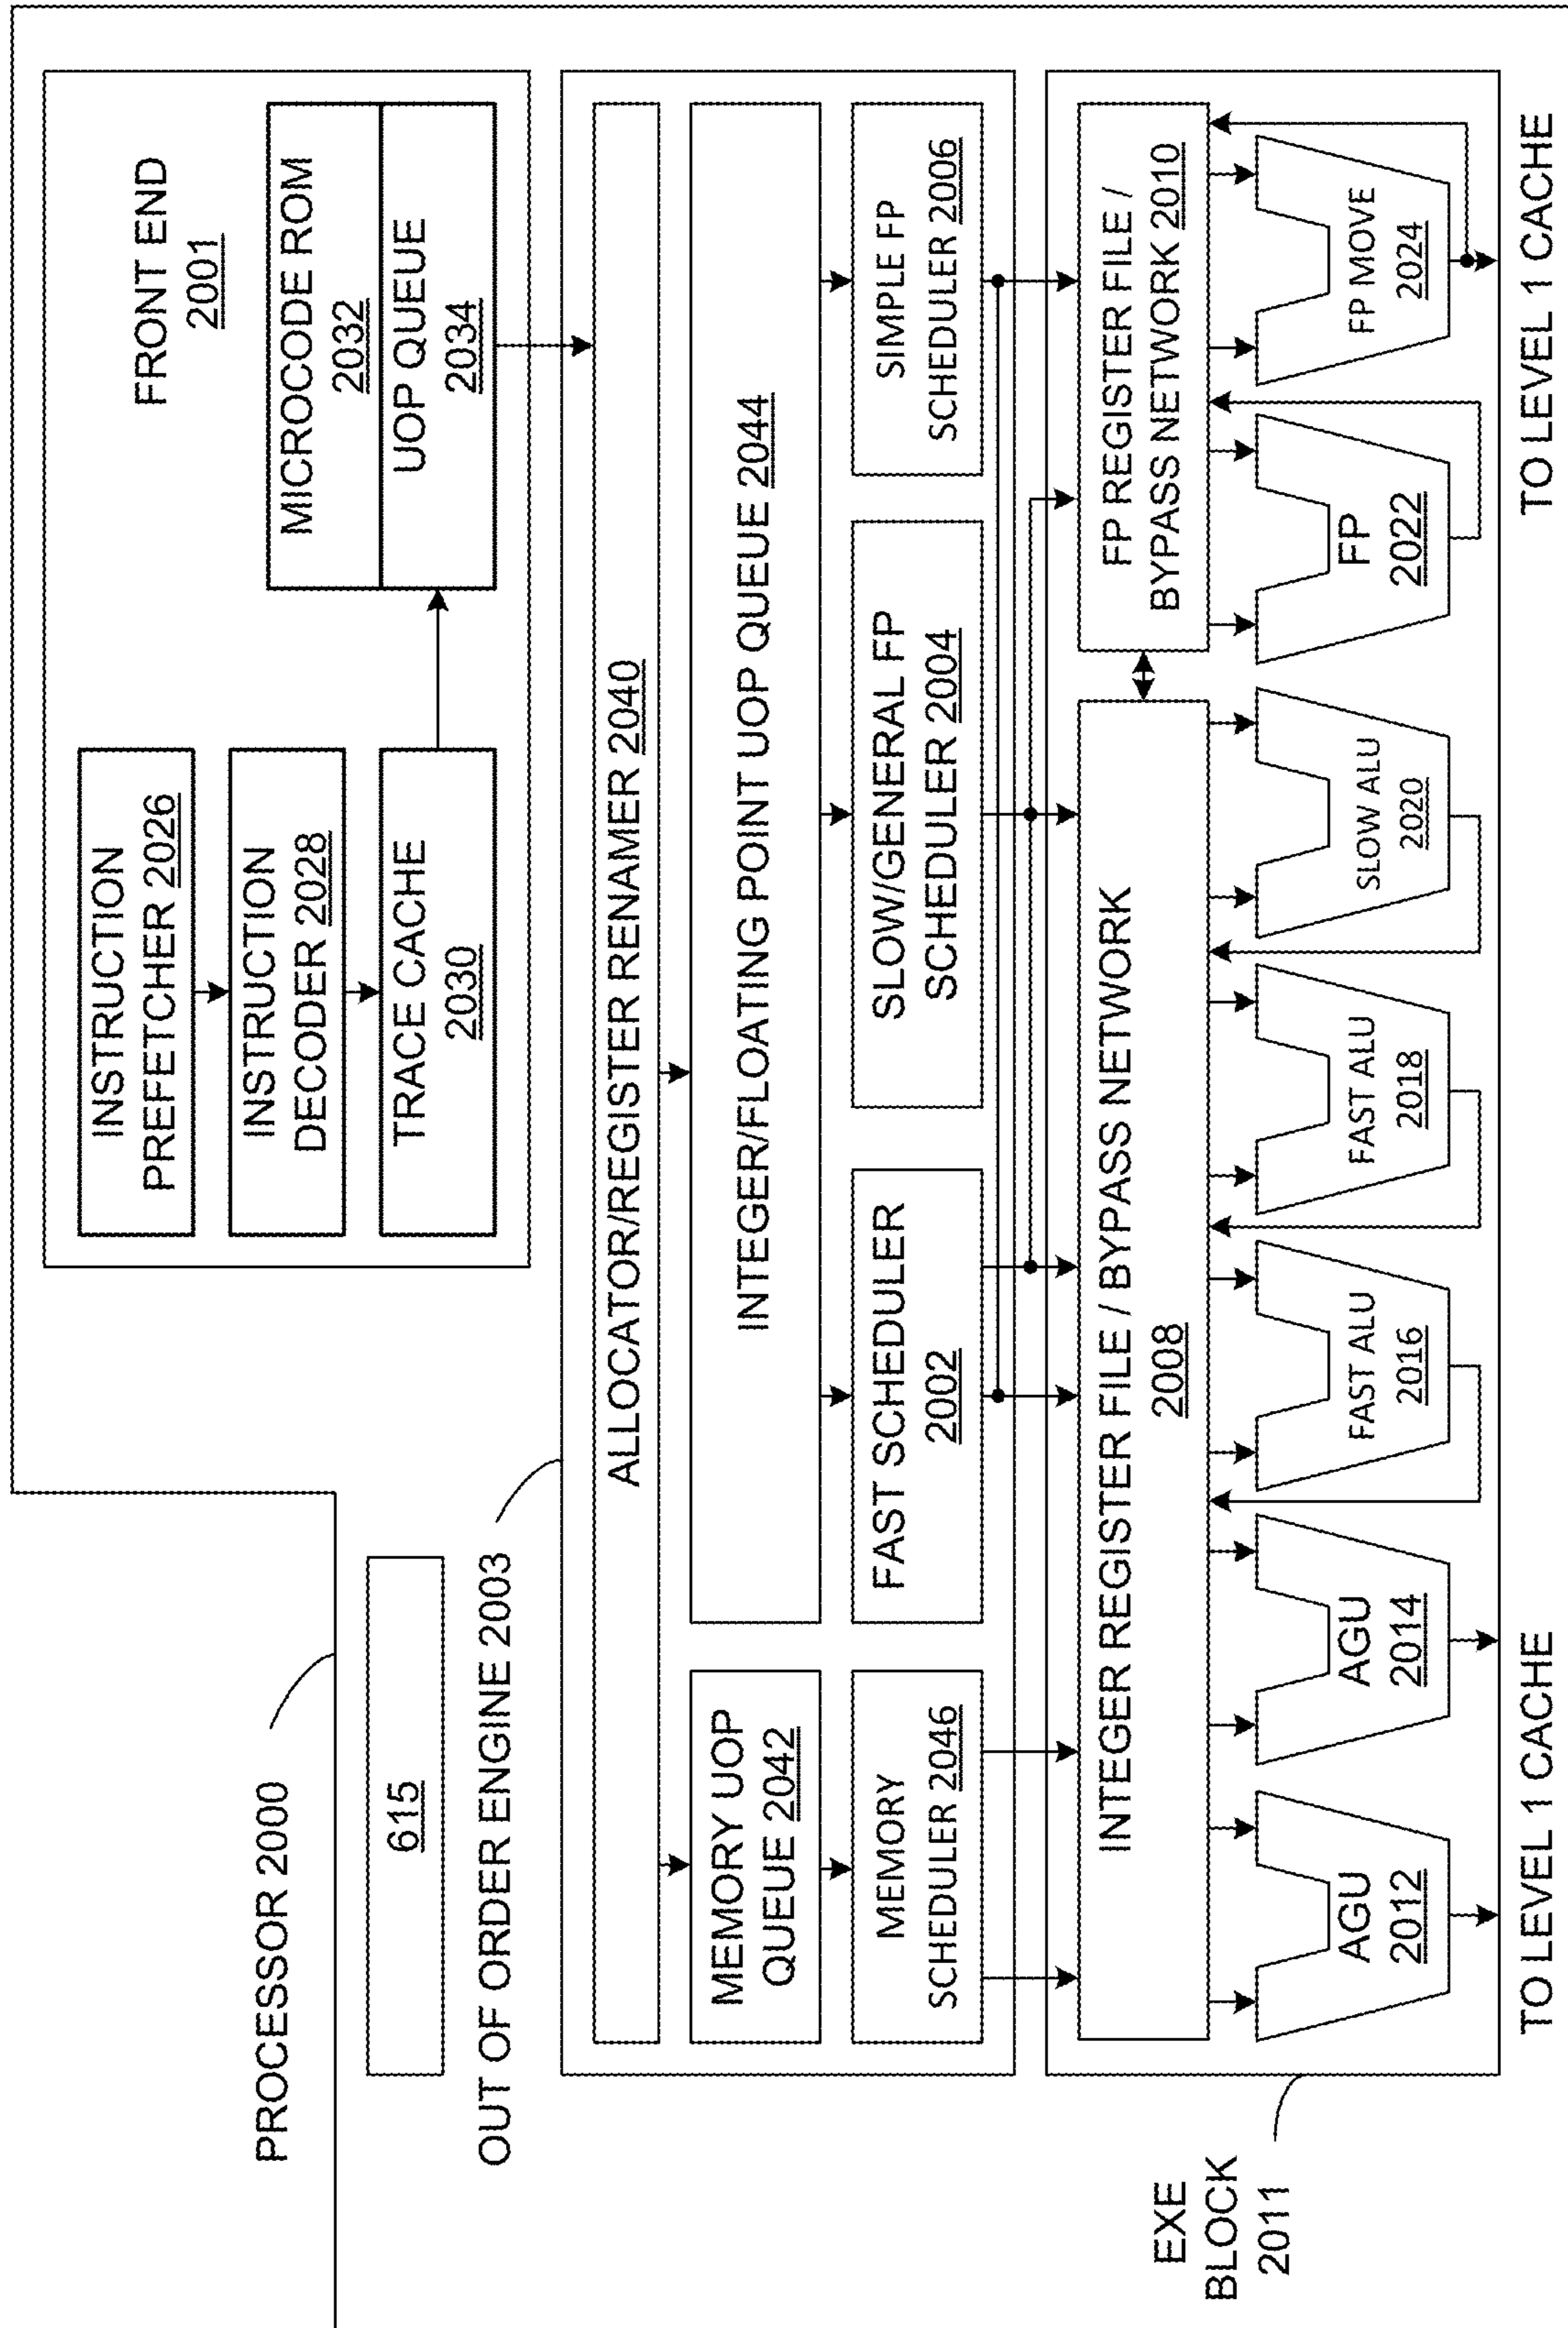 PROCESSOR 2000
615
FRONT END
2001
INSTRUCTION
PREFETCHER 2026
INSTRUCTION
DECODER 2028
TRACE CACHE
2030
MICROCODE ROM
2032
UOP QUEUE
2034
OUT OF ORDER ENGINE 2003
ALLOCATOR/REGISTER RENAMER 2040
MEMORY UOP
QUEUE 2042
INTEGER/FLOATING POINT UOP QUEUE 2044
MEMORY
SCHEDULER 2046
FAST SCHEDULER
2002
SLOW/GENERAL FP
SCHEDULER 2004
SIMPLE FP
SCHEDULER 2006
EXE
BLOCK
2011
INTEGER REGISTER FILE / BYPASS NETWORK
2008
FP REGISTER FILE /
BYPASS NETWORK 2010
AGU
2012
AGU
2014
FAST ALU
2016
FAST ALU
2018
SLOW ALU
2020
FP
2022
FP MOVE
2024
TO LEVEL 1 CACHE
TO LEVEL 1 CACHE